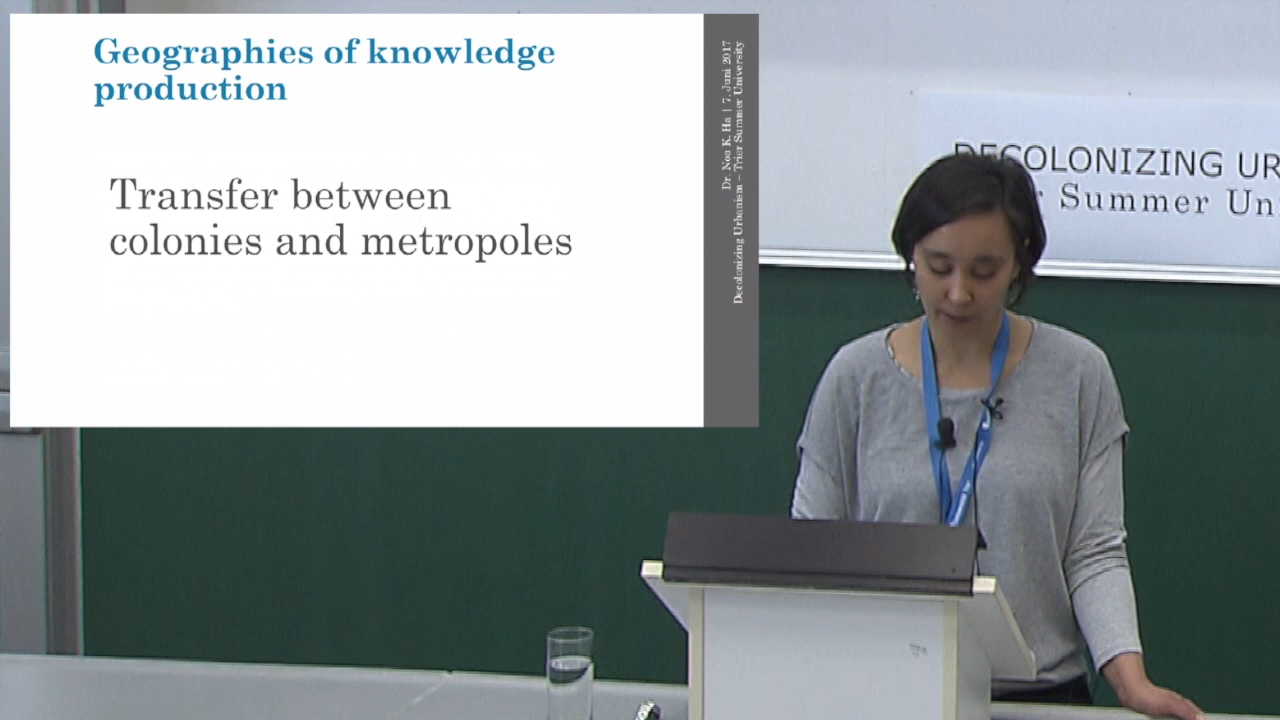 Geographies of knowledge
production
Transfer between
colonies and metropoles
Dr. Noa K. Ha | 7. Juni 2017
Decolonizing Urbanism – Trier Summer University
DECOLONIZING UR
r Summer Un